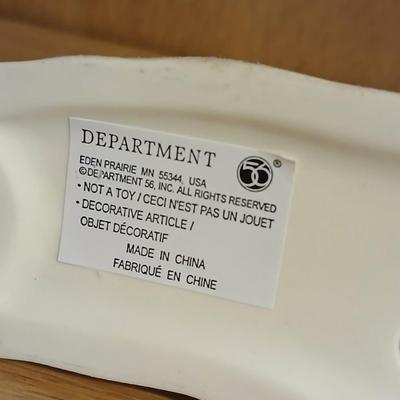 DEPARTMENT 56®
EDEN PRAIRIE MN 55344, USA
©DEPARTMENT 56, INC. ALL RIGHTS RESERVED
• NOT A TOY / CECI N'EST PAS UN JOUET
• DECORATIVE ARTICLE /
OBJET DÉCORATIF
MADE IN CHINA
FABRIQUÉ EN CHINE